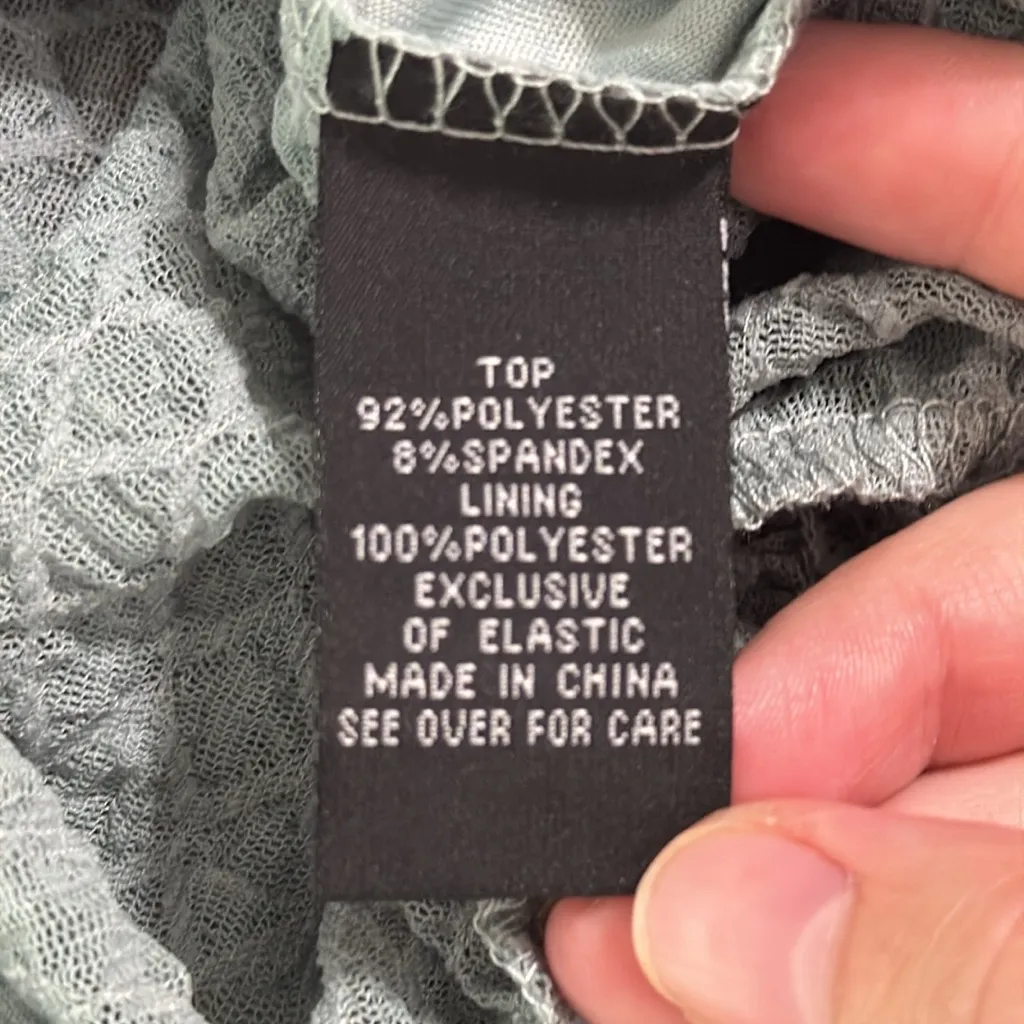 TOP
92%POLYESTER
8%SPANDEX
LINING
100%POLYESTER
EXCLUSIVE
OF ELASTIC
MADE IN CHINA
SEE OVER FOR CARE